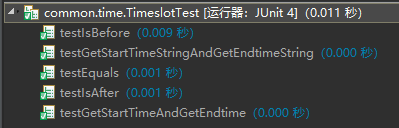 common.time.TimeslotTest [运行器：JUnit 4] (0.011 秒)
testIsBefore (0.009 秒)
testGetStartTimeStringAndGetEndtimeString (0.000 秒)
testEquals (0.001 秒)
testIsAfter (0.001 秒)
testGetStartTimeAndGetEndtime (0.000 秒)